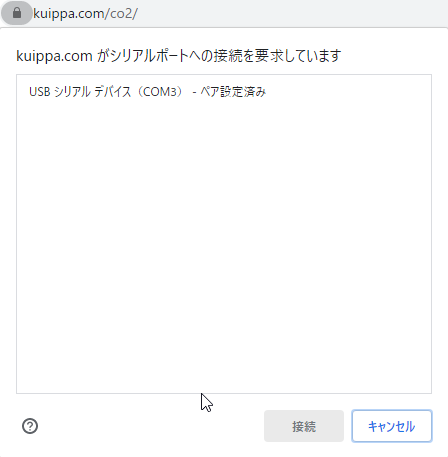 kuippa.com/co2/
kuippa.com がシリアルポートへの接続を要求しています
USB シリアル デバイス（COM3） - ペア設定済み
接続
キャンセル